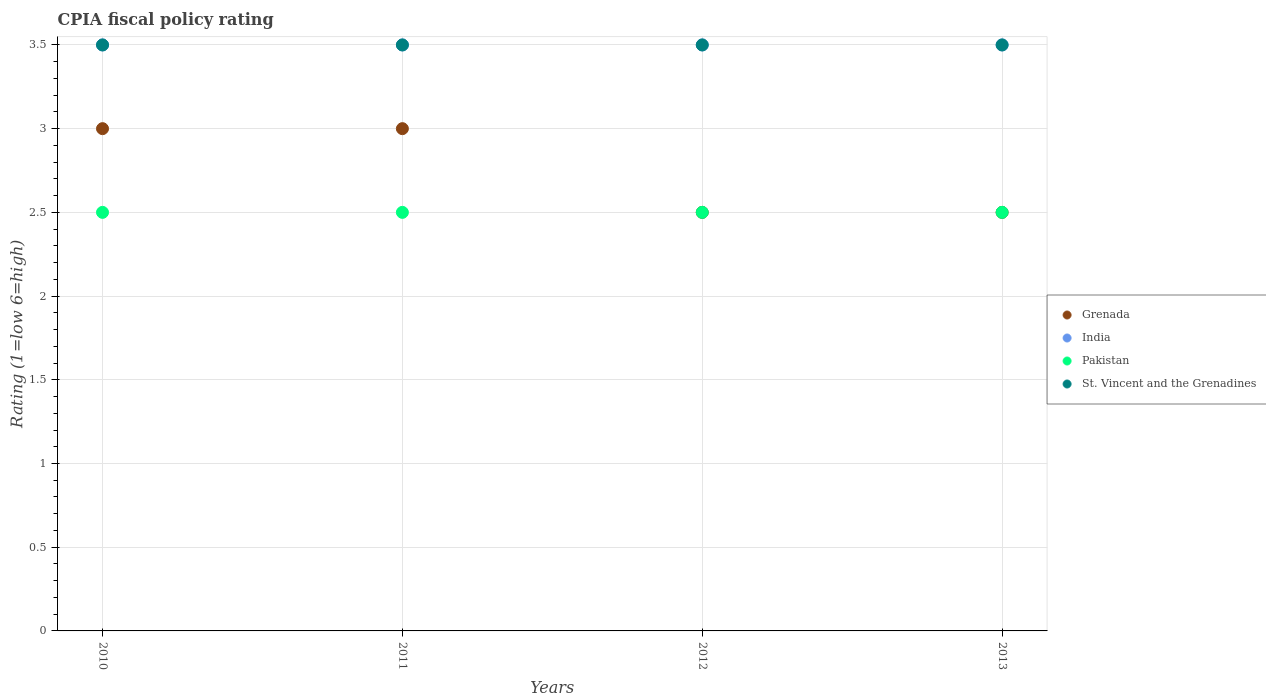 CPIA fiscal policy rating
Rating (1=low 6=high)
3.5
3
2.5
2
1.5
1
0.5
0
2010
2011
2012
2013
Years
Grenada
India
Pakistan
St. Vincent and the Grenadines